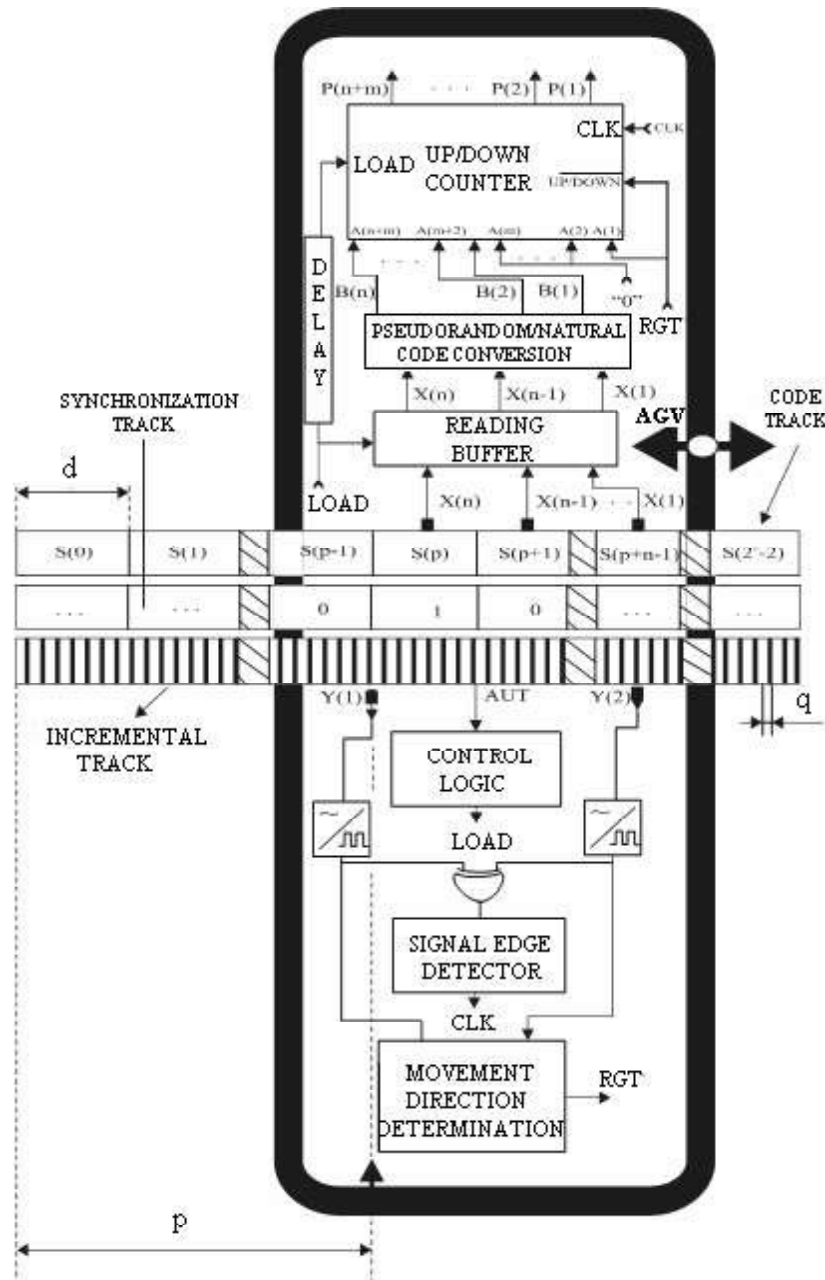 P(n+m) . . . P(2) P(1)
CLK CLK
LOAD UP/DOWN
COUNTER
UP/DOWN
A(n+m) A(m+2) A(m) A(2) A(1)
. . . . . . . .
B(n) B(2) B(1) "0"
RGT
DELAY
PSEUDORANDOM/NATURAL
CODE CONVERSION
X(n) X(n-1) X(1)
SYNCHRONIZATION
TRACK
READING
BUFFER
AGV
CODE
TRACK
d
LOAD
X(n) X(n-1) . . X(1)
S(0) S(1) S(p-1) S(p) S(p+1) S(p+n-1)
. . . . . . 0 1 0 . . . . . .
Y(1) AUT Y(2) q
INCREMENTAL
TRACK
CONTROL
LOGIC
LOAD
SIGNAL EDGE
DETECTOR
CLK
MOVEMENT
DIRECTION
DETERMINATION
RGT
p